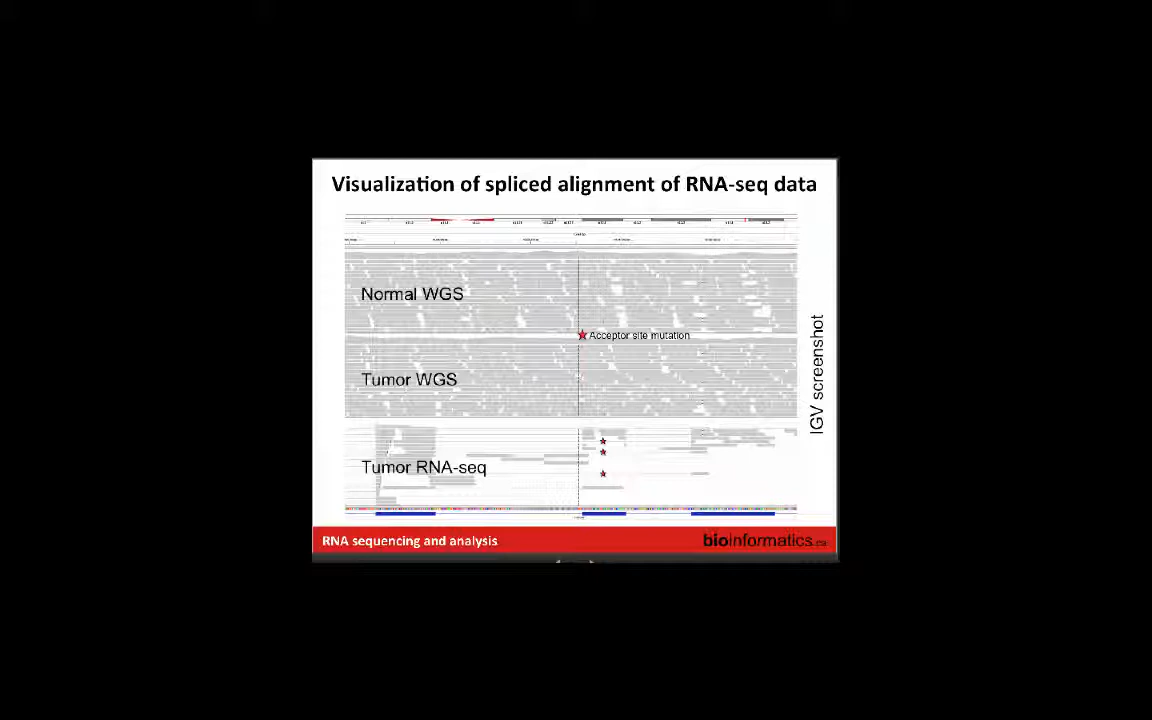 Visualization of spliced alignment of RNA-seq data
Normal WGS
Acceptor site mutation
Tumor WGS
IGV screenshot
Tumor RNA-seq
RNA sequencing and analysis
bioinformatics.ca